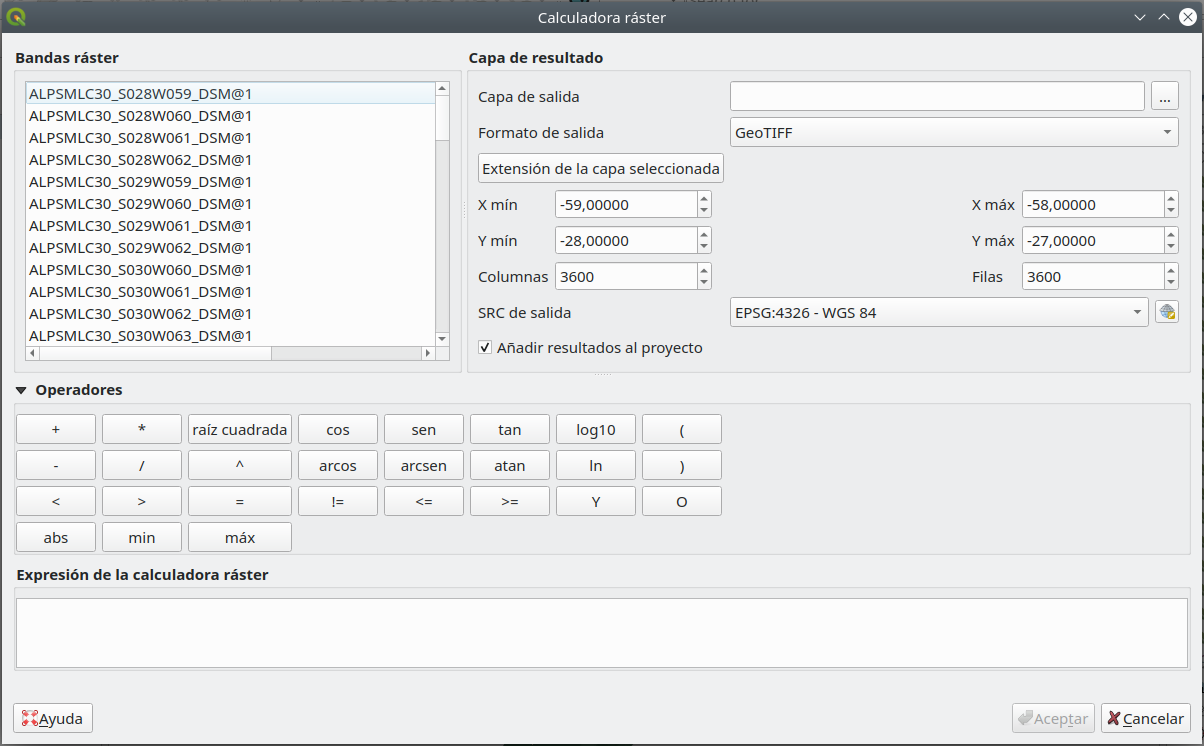 Calculadora ráster
Bandas ráster
ALPSMLC30_S028W059_DSM@1
ALPSMLC30_S028W060_DSM@1
ALPSMLC30_S028W061_DSM@1
ALPSMLC30_S028W062_DSM@1
ALPSMLC30_S029W059_DSM@1
ALPSMLC30_S029W060_DSM@1
ALPSMLC30_S029W061_DSM@1
ALPSMLC30_S029W062_DSM@1
ALPSMLC30_S030W060_DSM@1
ALPSMLC30_S030W061_DSM@1
ALPSMLC30_S030W062_DSM@1
ALPSMLC30_S030W063_DSM@1
Capa de resultado
Capa de salida ...
Formato de salida GeoTIFF
Extensión de la capa seleccionada
X mín -59,00000 X máx -58,00000
Y mín -28,00000 Y máx -27,00000
Columnas 3600 Filas 3600
SRC de salida EPSG:4326 - WGS 84
Añadir resultados al proyecto
Operadores
+ * raíz cuadrada cos sen tan log10 (
- / ^ arcos arcsen atan ln )
< > = != <= >= Y O
abs min máx
Expresión de la calculadora ráster
Ayuda Aceptar Cancelar